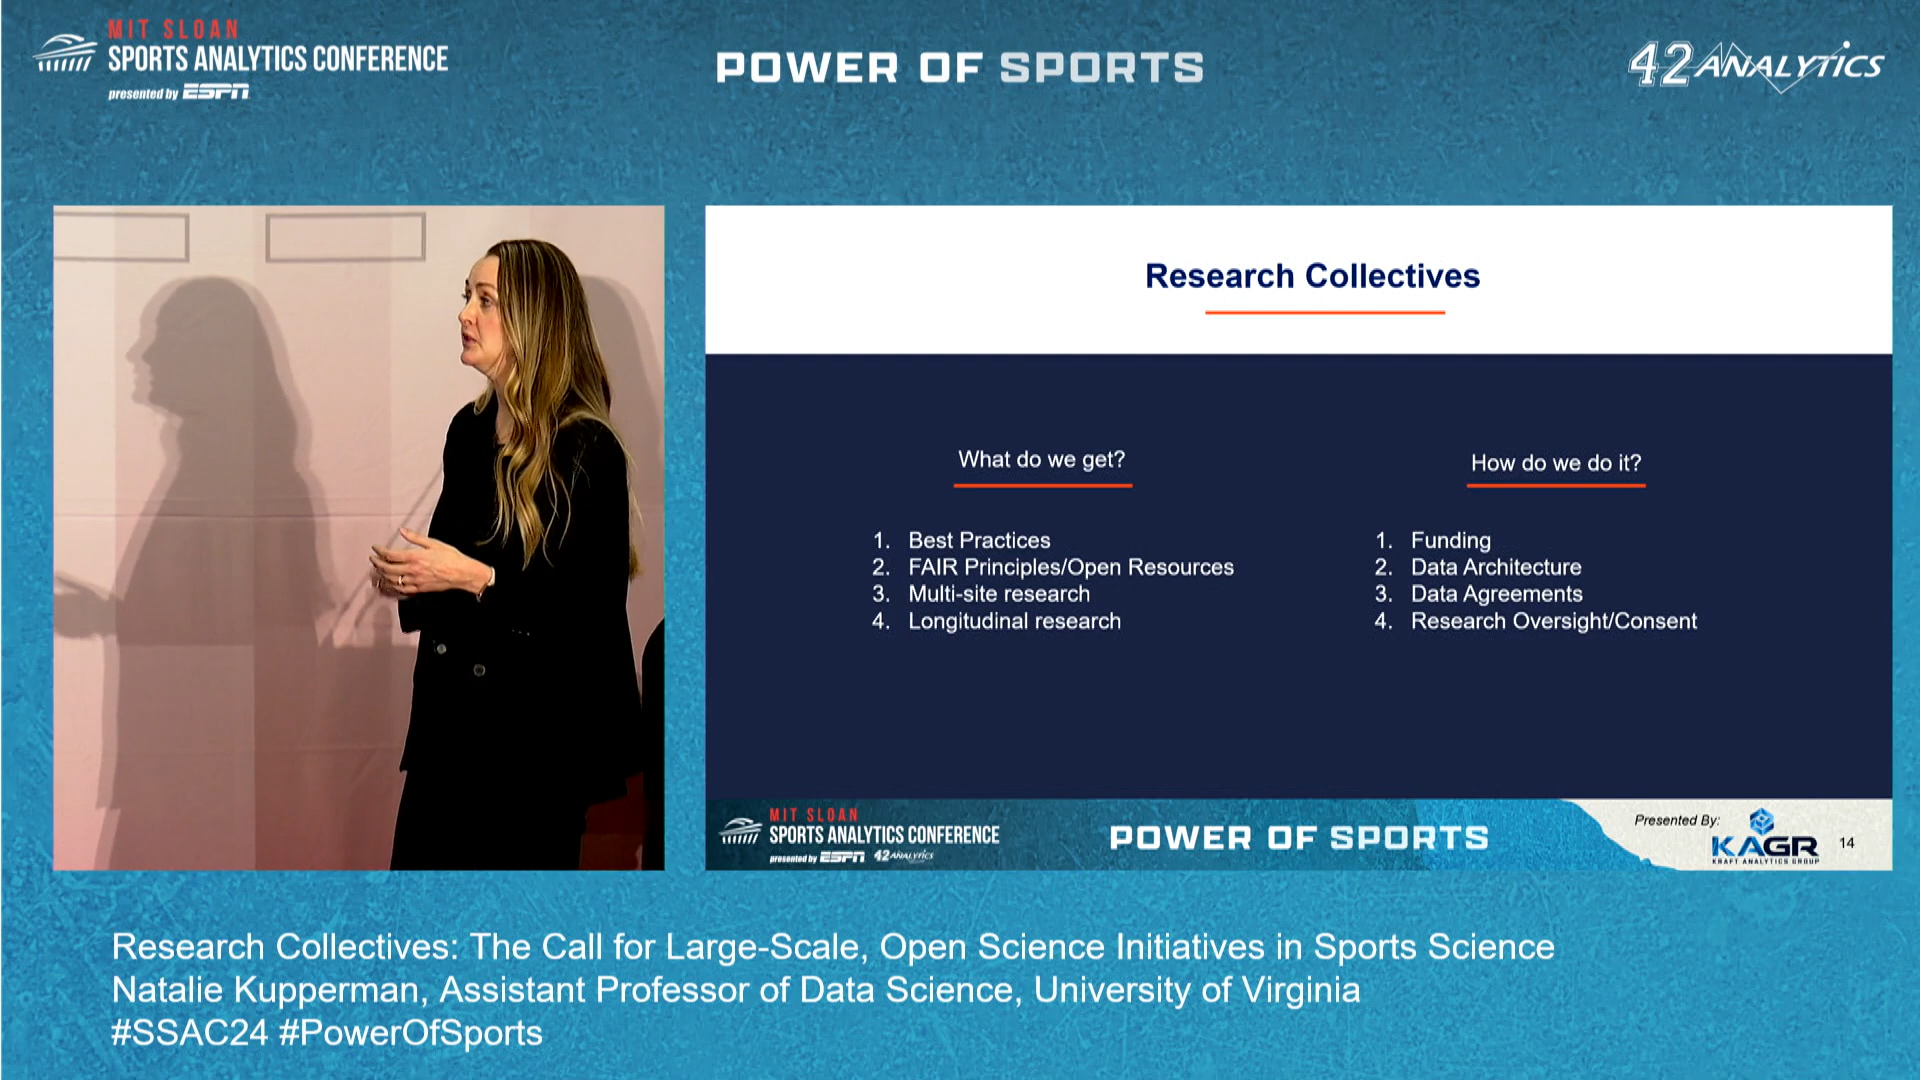 MIT SLOAN
SPORTS ANALYTICS CONFERENCE
presented by ESPN
POWER OF SPORTS
42 ANALYTICS
Research Collectives
What do we get?
1. Best Practices
2. FAIR Principles/Open Resources
3. Multi-site research
4. Longitudinal research
How do we do it?
1. Funding
2. Data Architecture
3. Data Agreements
4. Research Oversight/Consent
MIT SLOAN
SPORTS ANALYTICS CONFERENCE
presented by ESPN 42 ANALYTICS
POWER OF SPORTS
Presented By:
KAGR
KRAFT ANALYTICS GROUP
14
Research Collectives: The Call for Large-Scale, Open Science Initiatives in Sports Science
Natalie Kupperman, Assistant Professor of Data Science, University of Virginia
#SSAC24 #PowerOfSports